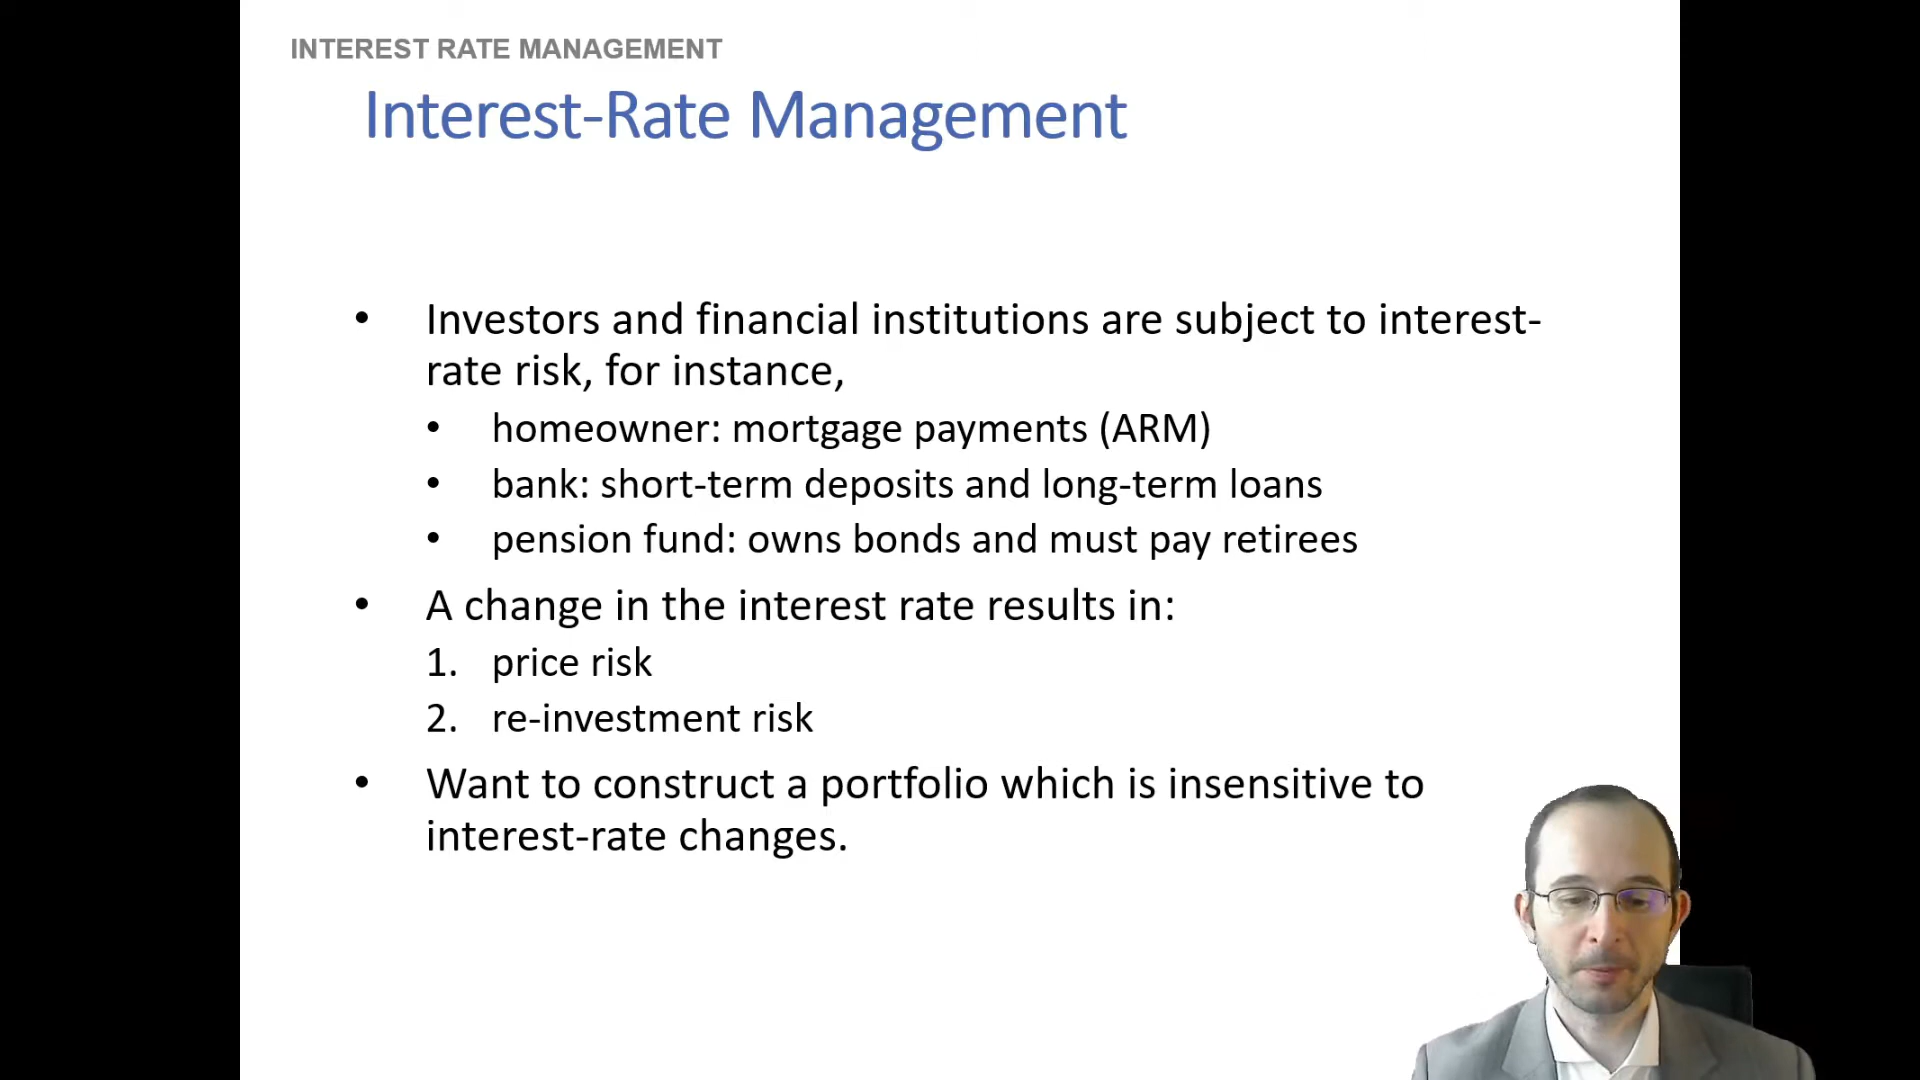 INTEREST RATE MANAGEMENT
Interest-Rate Management
• Investors and financial institutions are subject to interest-
rate risk, for instance,
• homeowner: mortgage payments (ARM)
• bank: short-term deposits and long-term loans
• pension fund: owns bonds and must pay retirees
• A change in the interest rate results in:
1. price risk
2. re-investment risk
• Want to construct a portfolio which is insensitive to
interest-rate changes.